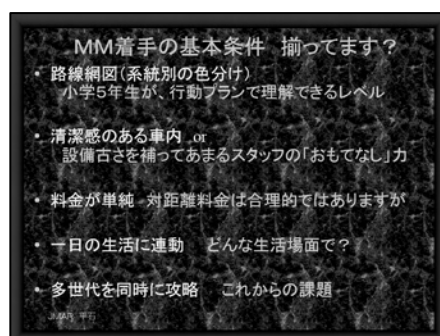 MM着手の基本条件 揃ってます？
• 路線網図(系統別の色分け)
小学5年生が、行動プランで理解できるレベル
• 清潔感のある車内 or
設備古さを補ってあまるスタッフの「おもてなし」力
• 料金が単純 対距離料金は合理的ではありますが
• 一日の生活に連動 どんな生活場面で？
• 多世代を同時に攻略 これからの課題
JMAR 平石